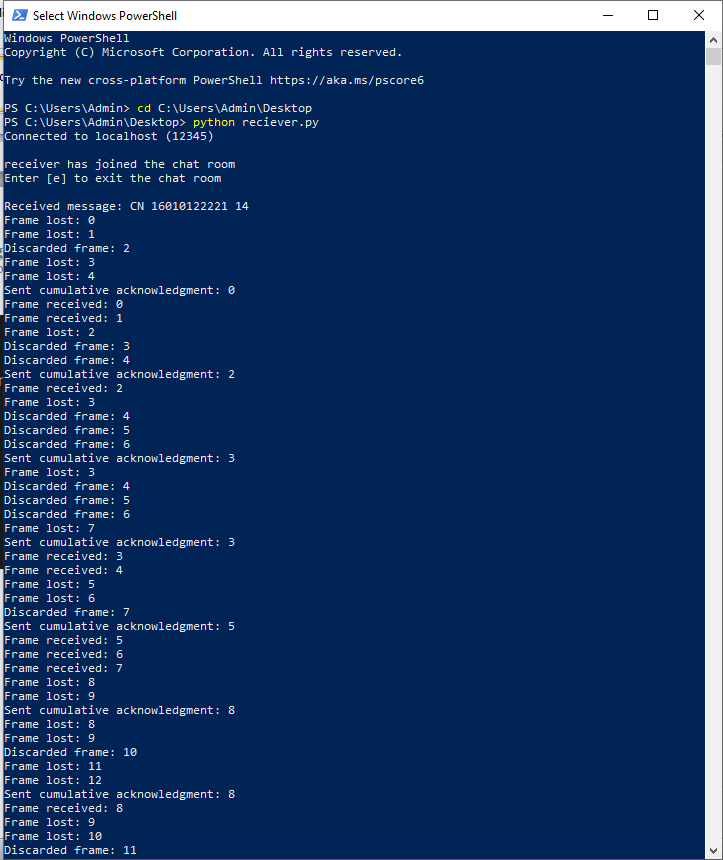 Select Windows PowerShell
Windows PowerShell
Copyright (C) Microsoft Corporation. All rights reserved.
Try the new cross-platform PowerShell https://aka.ms/pscore6
PS C:\Users\Admin> cd C:\Users\Admin\Desktop
PS C:\Users\Admin\Desktop> python reciever.py
Connected to localhost (12345)
receiver has joined the chat room
Enter [e] to exit the chat room
Received message: CN 16010122221 14
Frame lost: 0
Frame lost: 1
Discarded frame: 2
Frame lost: 3
Frame lost: 4
Sent cumulative acknowledgment: 0
Frame received: 0
Frame received: 1
Frame lost: 2
Discarded frame: 3
Discarded frame: 4
Sent cumulative acknowledgment: 2
Frame received: 2
Frame lost: 3
Discarded frame: 4
Discarded frame: 5
Discarded frame: 6
Sent cumulative acknowledgment: 3
Frame lost: 3
Discarded frame: 4
Discarded frame: 5
Discarded frame: 6
Frame lost: 7
Sent cumulative acknowledgment: 3
Frame received: 3
Frame received: 4
Frame lost: 5
Frame lost: 6
Discarded frame: 7
Sent cumulative acknowledgment: 5
Frame received: 5
Frame received: 6
Frame received: 7
Frame lost: 8
Frame lost: 9
Sent cumulative acknowledgment: 8
Frame lost: 8
Frame lost: 9
Discarded frame: 10
Frame lost: 11
Frame lost: 12
Sent cumulative acknowledgment: 8
Frame received: 8
Frame lost: 9
Frame lost: 10
Discarded frame: 11